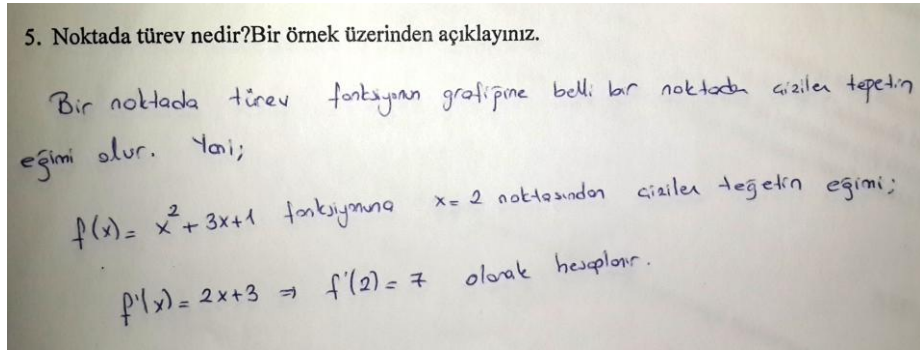 5. Noktada türev nedir?Bir örnek üzerinden açıklayınız.
Bir noktada türev fonksiyonun grafiğine belli bir noktada çizilen teğetin
eğimi olur. Yani;
f(x) = x² + 3x+1 fonksiyonuna x= 2 noktasından çizilen teğetin eğimi;
f'(x) = 2x+3 ⇒ f'(2) = 7 olarak hesaplanır.